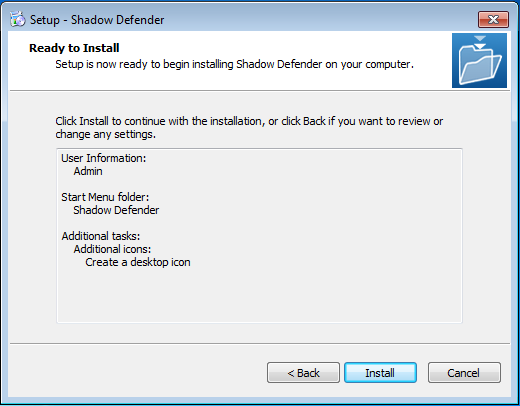 Setup - Shadow Defender
Ready to Install
Setup is now ready to begin installing Shadow Defender on your computer.
Click Install to continue with the installation, or click Back if you want to review or
change any settings.
User Information:
Admin
Start Menu folder:
Shadow Defender
Additional tasks:
Additional icons:
Create a desktop icon
< Back
Install
Cancel